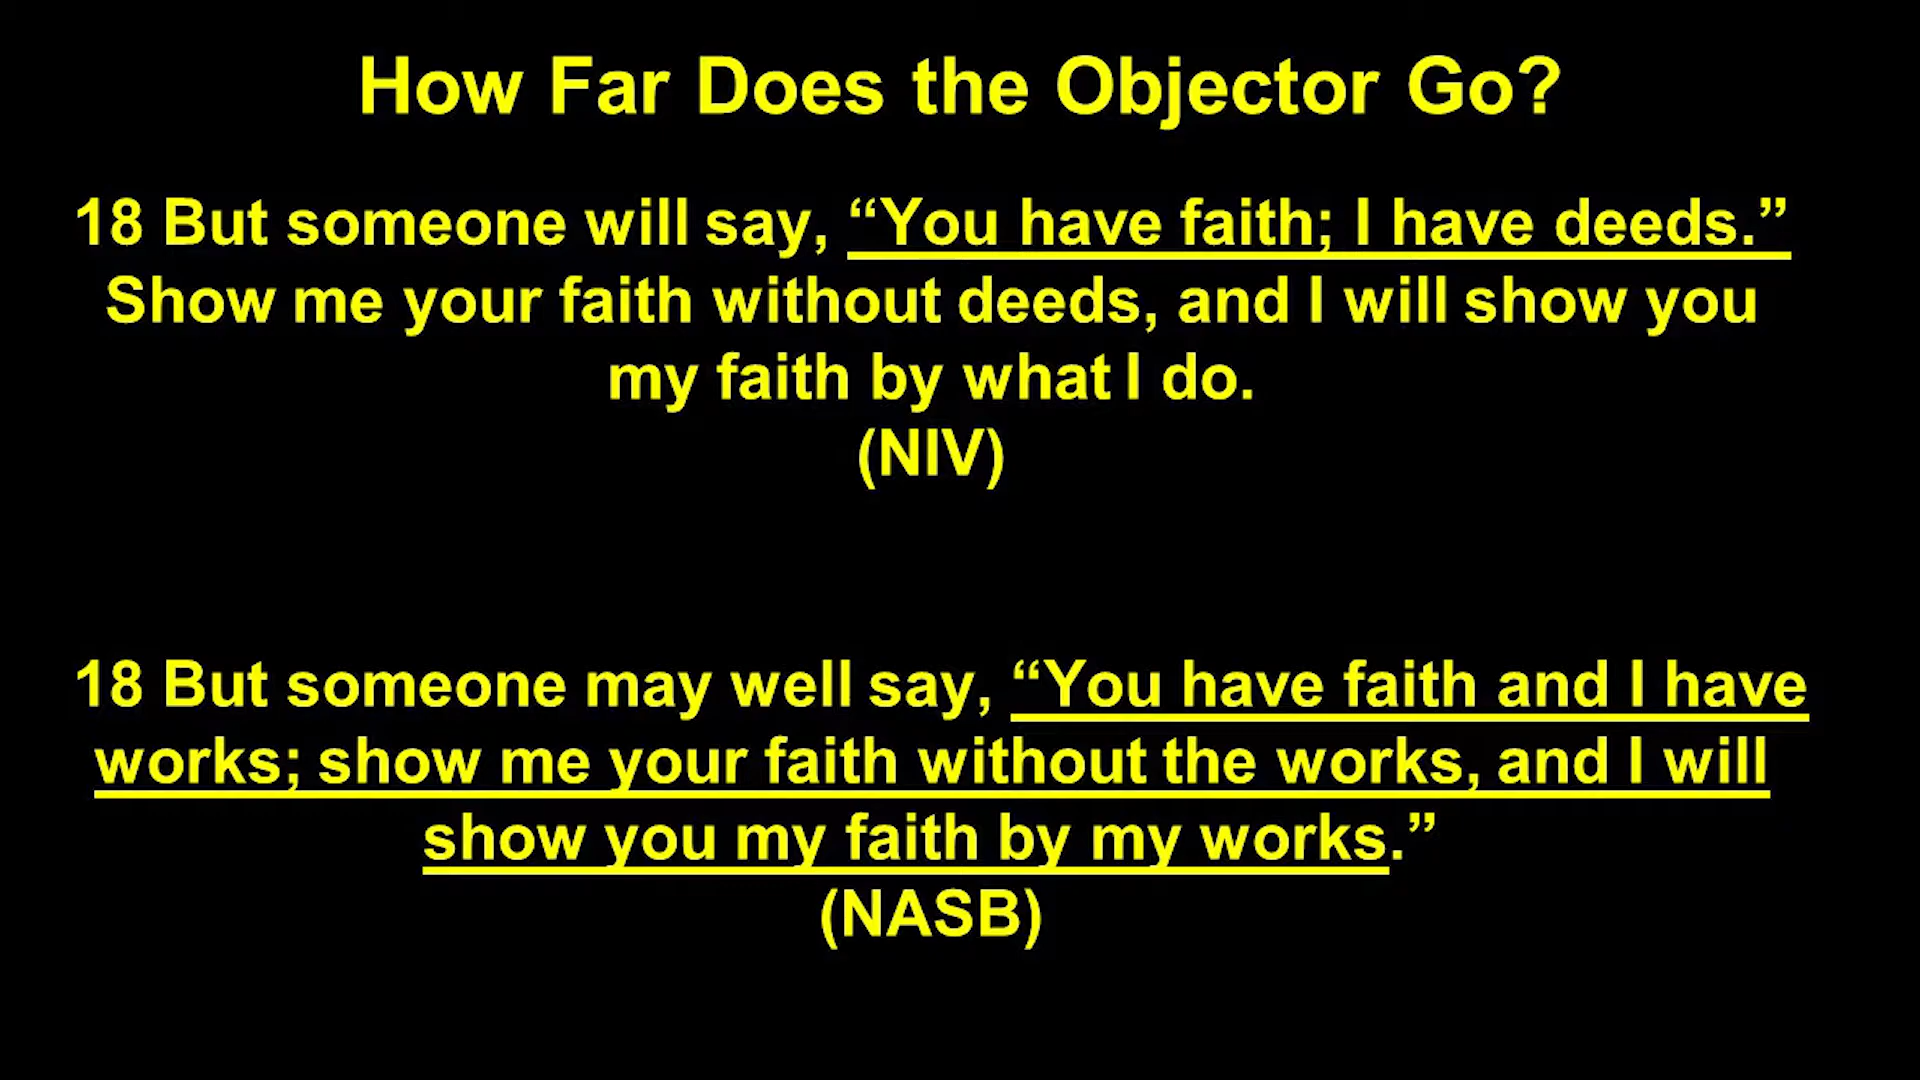 How Far Does the Objector Go?
18 But someone will say, “You have faith; I have deeds.”
Show me your faith without deeds, and I will show you
my faith by what I do.
(NIV)
18 But someone may well say, “You have faith and I have
works; show me your faith without the works, and I will
show you my faith by my works.”
(NASB)